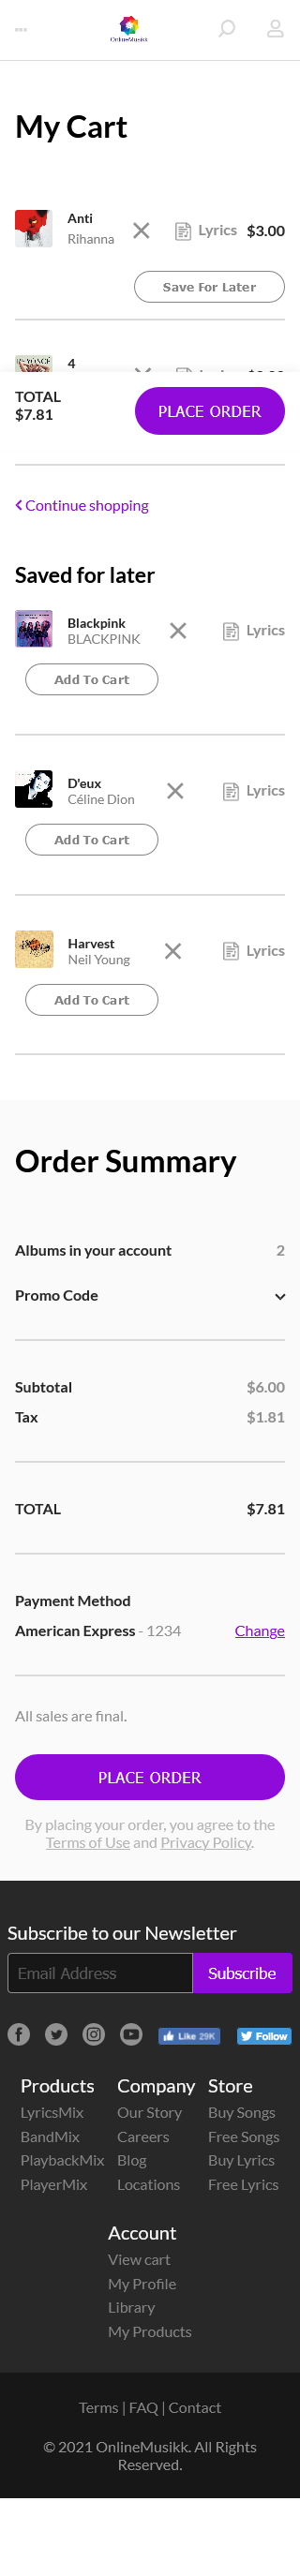 OnlineMusikk
My Cart
Anti
Rihanna
Lyrics $3.00
Save For Later
BEYONCÉ
4
TOTAL
$7.81
PLACE ORDER
Continue shopping
Saved for later
Blackpink
BLACKPINK
Lyrics
Add To Cart
D'eux
Céline Dion
Lyrics
Add To Cart
Harvest
Neil Young
Lyrics
Add To Cart
Order Summary
Albums in your account 2
Promo Code
Subtotal $6.00
Tax $1.81
TOTAL $7.81
Payment Method
American Express - 1234 Change
All sales are final.
PLACE ORDER
By placing your order, you agree to the
Terms of Use and Privacy Policy.
Subscribe to our Newsletter
Email Address Subscribe
Like 29K Follow
Products
LyricsMix
BandMix
PlaybackMix
PlayerMix
Company
Our Story
Careers
Blog
Locations
Store
Buy Songs
Free Songs
Buy Lyrics
Free Lyrics
Account
View cart
My Profile
Library
My Products
Terms | FAQ | Contact
© 2021 OnlineMusikk. All Rights
Reserved.